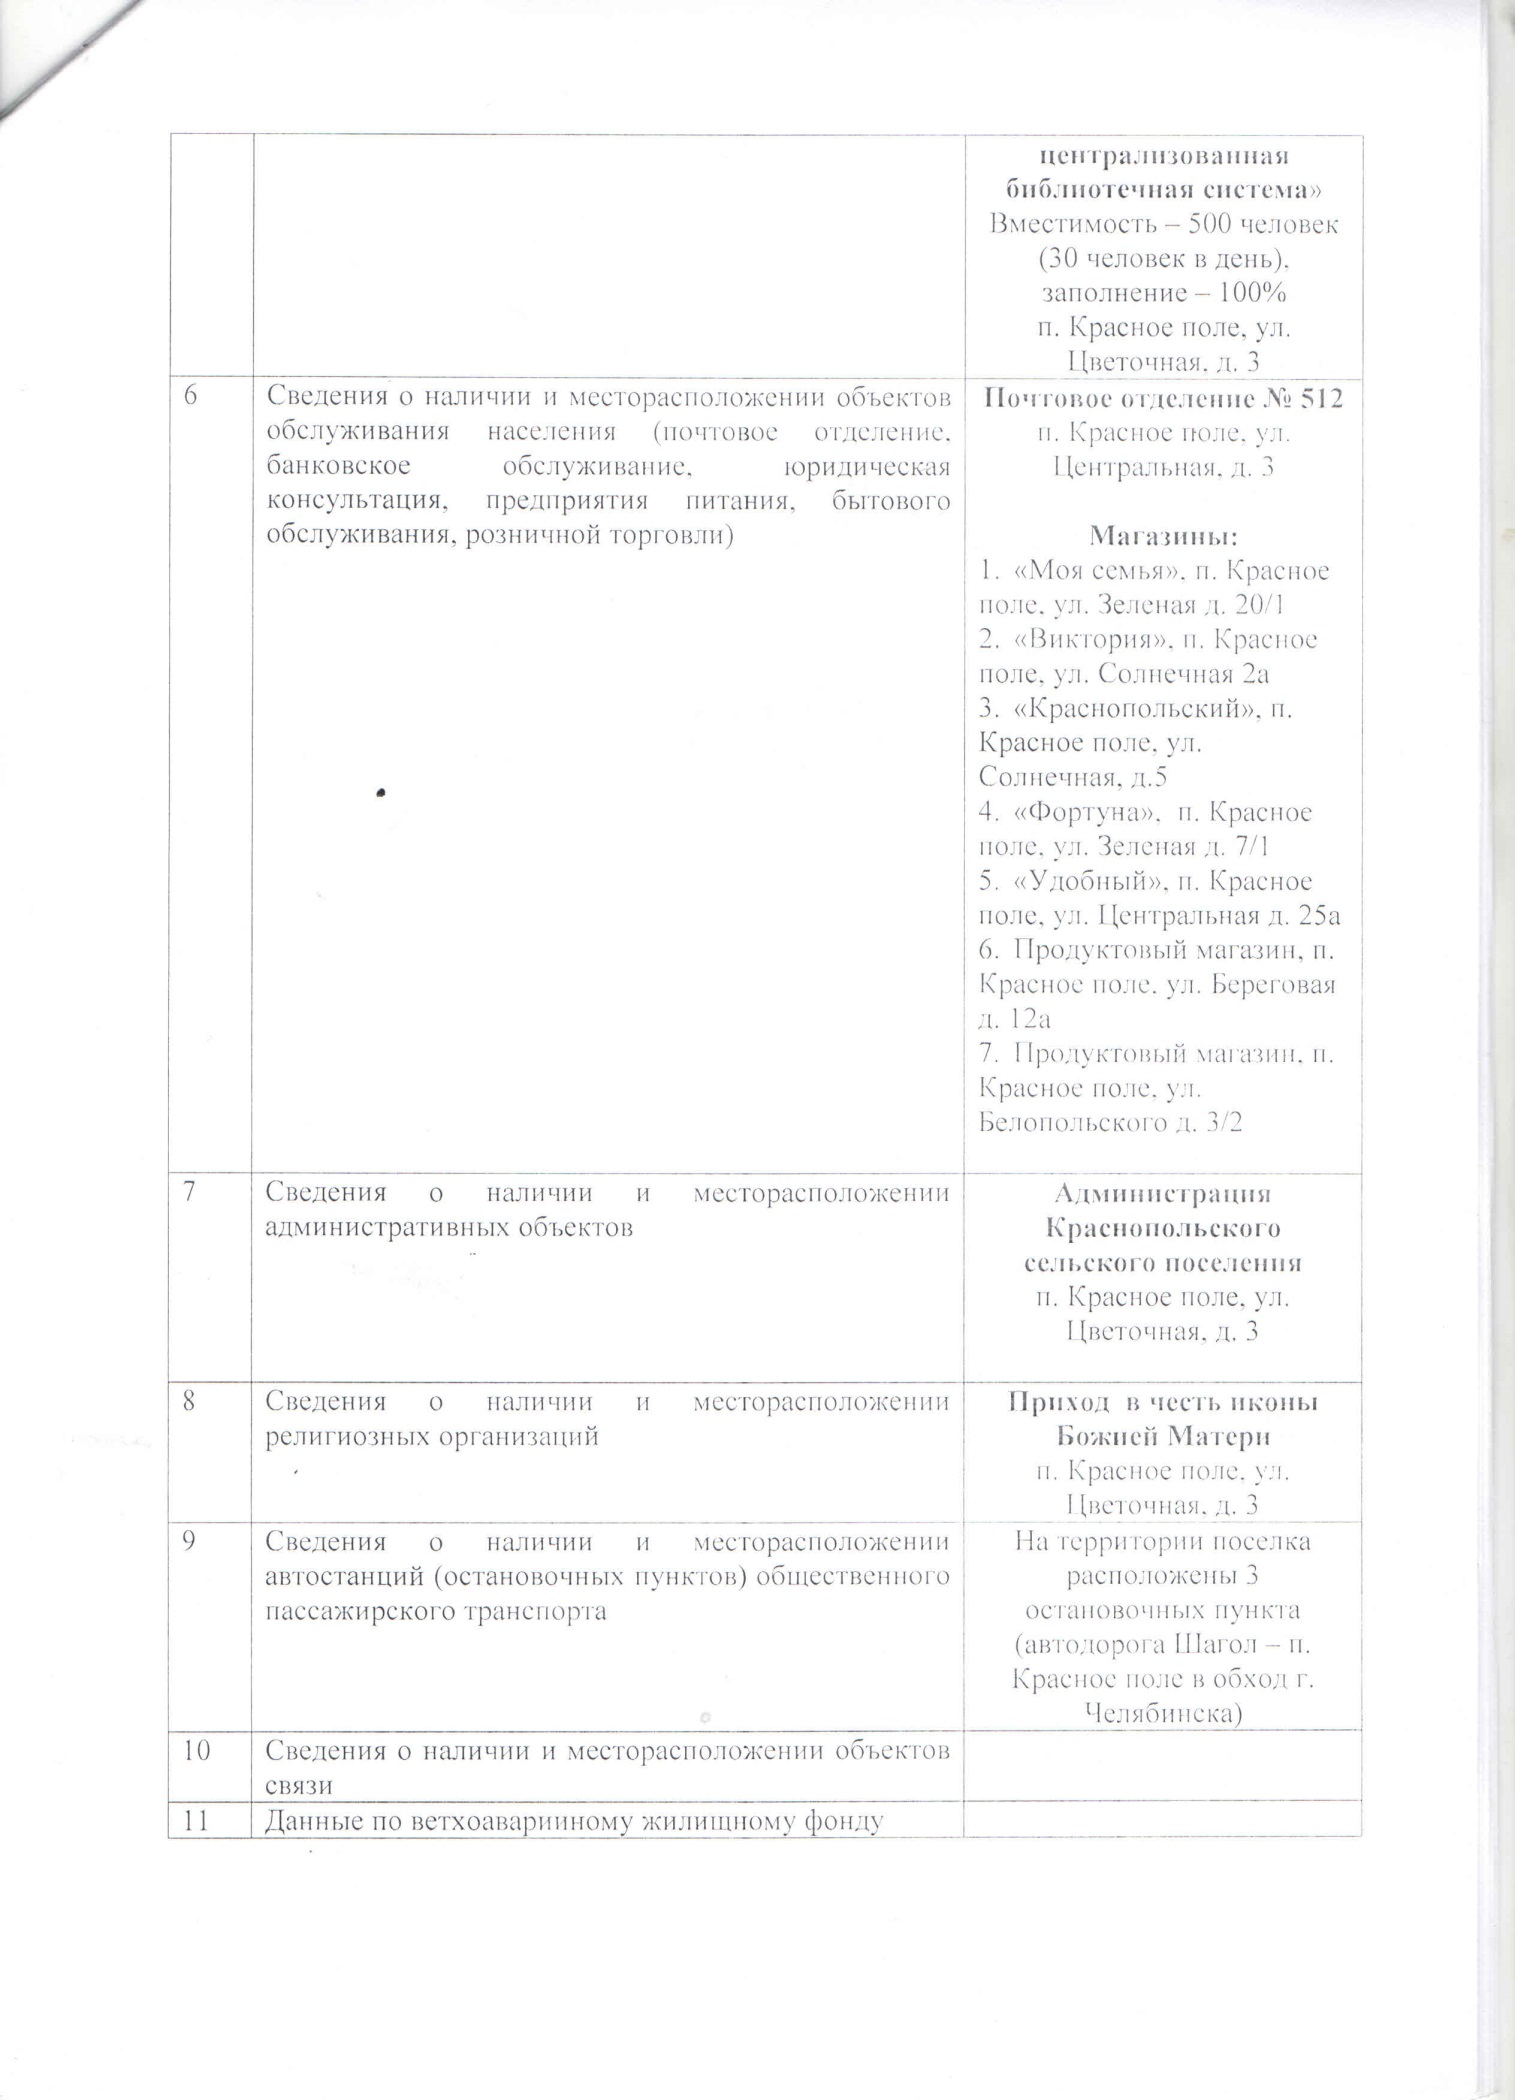 централизованная
библиотечная система»
Вместимость – 500 человек
(30 человек в день),
заполнение – 100%
п. Красное поле, ул.
Цветочная, д. 3
6
Сведения о наличии и месторасположении объектов
обслуживания населения (почтовое отделение,
банковское обслуживание, юридическая
консультация, предприятия питания, бытового
обслуживания, розничной торговли)
Почтовое отделение № 512
п. Красное поле, ул.
Центральная, д. 3
Магазины:
1. «Моя семья», п. Красное
поле, ул. Зеленая д. 20/1
2. «Виктория», п. Красное
поле, ул. Солнечная 2а
3. «Краснопольский», п.
Красное поле, ул.
Солнечная, д.5
4. «Фортуна», п. Красное
поле, ул. Зеленая д. 7/1
5. «Удобный», п. Красное
поле, ул. Центральная д. 25а
6. Продуктовый магазин, п.
Красное поле, ул. Береговая
д. 12а
7. Продуктовый магазин, п.
Красное поле, ул.
Белопольского д. 3/2
7
Сведения о наличии и месторасположении
административных объектов
Администрация
Краснопольского
сельского поселения
п. Красное поле, ул.
Цветочная, д. 3
8
Сведения о наличии и месторасположении
религиозных организаций
Приход в честь иконы
Божией Матери
п. Красное поле, ул.
Цветочная, д. 3
9
Сведения о наличии и месторасположении
автостанций (остановочных пунктов) общественного
пассажирского транспорта
На территории поселка
расположены 3
остановочных пункта
(автодорога Шагол – п.
Красное поле в обход г.
Челябинска)
10
Сведения о наличии и месторасположении объектов
связи
11
Данные по ветхоаварииному жилищному фонду